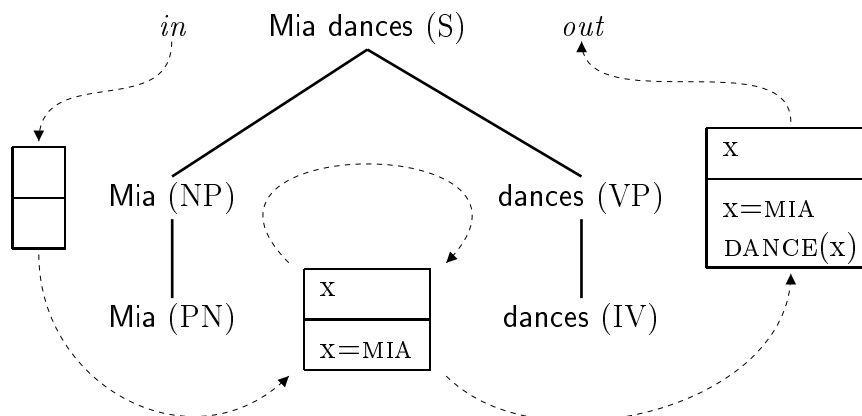 in
Mia dances (S)
out
x
Mia (NP)
dances (VP)
x=MIA
DANCE(x)
x
Mia (PN)
dances (IV)
x=MIA